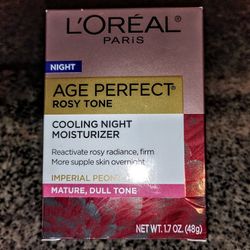 L'ORÉAL
PARIS
NIGHT
AGE PERFECT®
ROSY TONE
COOLING NIGHT
MOISTURIZER
Reactivate rosy radiance, firm
More supple skin overnight
IMPERIAL PEONY
MATURE, DULL TONE
NET WT. 1.7 OZ. (48g)